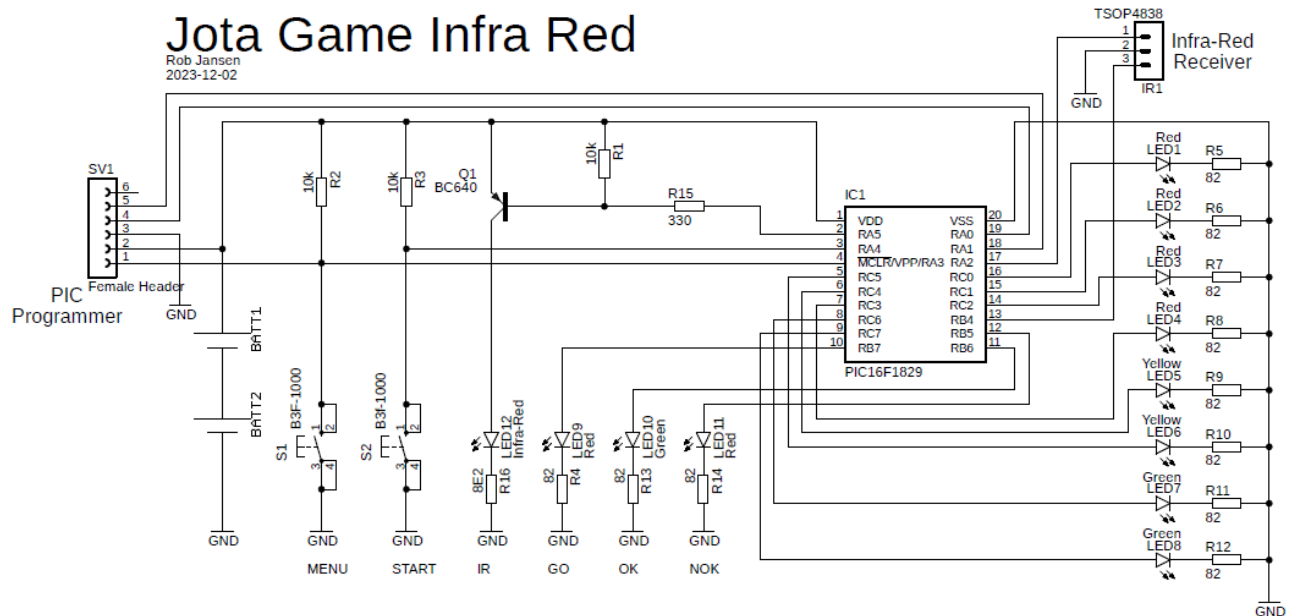 Jota Game Infra Red
Rob Jansen
2023-12-02
TSOP4838
1
2
3
Infra-Red
Receiver
IR1
GND
SV1
6
5
4
3
2
1
Female Header
PIC
Programmer
GND
BATT1
BATT2
GND
10k
R2
10k
R3
Q1
BC640
10k
R1
R15
330
IC1
1 VDD VSS 20
2 RA5 RA0 19
3 RA4 RA1 18
4 MCLR/VPP/RA3 RA2 17
5 RC5 RC0 16
6 RC4 RC1 15
7 RC3 RC2 14
8 RC6 RB4 13
9 RC7 RB5 12
10 RB7 RB6 11
PIC16F1829
Red
LED1
R5
82
Red
LED2
R6
82
Red
LED3
R7
82
Red
LED4
R8
82
Yellow
LED5
R9
82
Yellow
LED6
R10
82
Green
LED7
R11
82
Green
LED8
R12
82
GND
S1
B3F-1000
1 2
3 4
GND
MENU
S2
B3f-1000
1 2
3 4
GND
START
LED12
Infra-Red
8E2
R16
GND
IR
LED9
Red
82
R4
GND
GO
LED10
Green
82
R13
GND
OK
LED11
Red
82
R14
GND
NOK